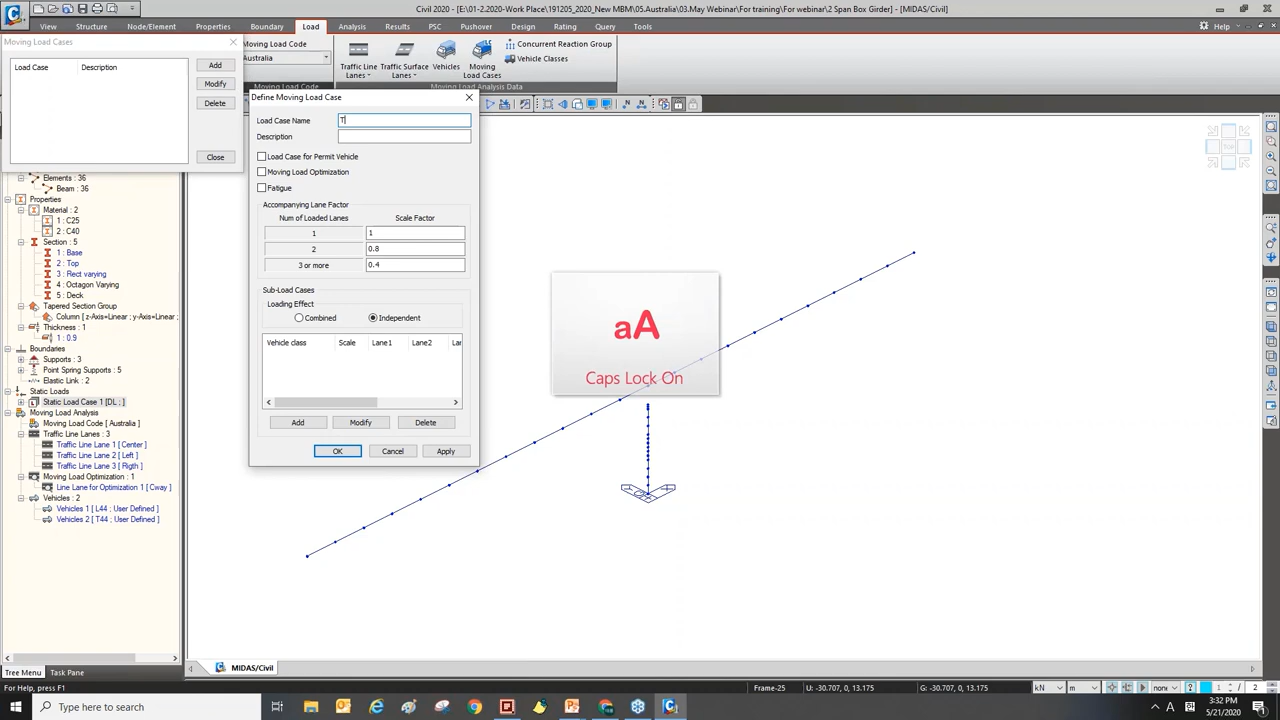 Civil 2020 - [E:\01-2.2020-Work Place\191205_2020_New MBM\05.Australia\03.May Webinar\For training\For webinar\2 Span Box Girder] - [MIDAS/Civil]
View Structure Node/Element Properties Boundary Load Analysis Results PSC Pushover Design Rating Query Tools Help
Moving Load Cases
Load Case Description
Add
Modify
Delete
Close
Moving Load Code
Australia
Traffic Line Lanes
Traffic Surface Lanes
Vehicles
Moving Load Cases
Concurrent Reaction Group
Vehicle Classes
Moving Load Code
Moving Load Analysis Data
Define Moving Load Case
Load Case Name T
Description
Load Case for Permit Vehicle
Moving Load Optimization
Fatigue
Accompanying Lane Factor
Num of Loaded Lanes Scale Factor
1 1
2 0.8
3 or more 0.4
Sub-Load Cases
Loading Effect
Combined Independent
Vehicle class Scale Lane1 Lane2
Add Modify Delete
OK Cancel Apply
Elements : 36
Beam : 36
Properties
Material : 2
1 : C25
2 : C40
Section : 5
1 : Base
2 : Top
3 : Rect varying
4 : Octagon Varying
5 : Deck
Tapered Section Group
Column [ z-Axis=Linear ; y-Axis=Linear ;
Thickness : 1
1 : 0.9
Boundaries
Supports : 3
Point Spring Supports : 5
Elastic Link : 2
Static Loads
Static Load Case 1 [DL ; ]
Moving Load Analysis
Moving Load Code [ Australia ]
Traffic Line Lanes : 3
Traffic Line Lane 1 [ Center ]
Traffic Line Lane 2 [ Left ]
Traffic Line Lane 3 [ Rigth ]
Moving Load Optimization : 1
Line Lane for Optimization 1 [ Cway ]
Vehicles : 2
Vehicles 1 [ L44 ; User Defined ]
Vehicles 2 [ T44 ; User Defined ]
aA
Caps Lock On
TOP
Tree Menu Task Pane
MIDAS/Civil
For Help, press F1
Frame-25 U: -30.707, 0, 13.175 G: -30.707, 0, 13.175 kN m none ? 1 / 2
Type here to search
A
3:32 PM
5/21/2020